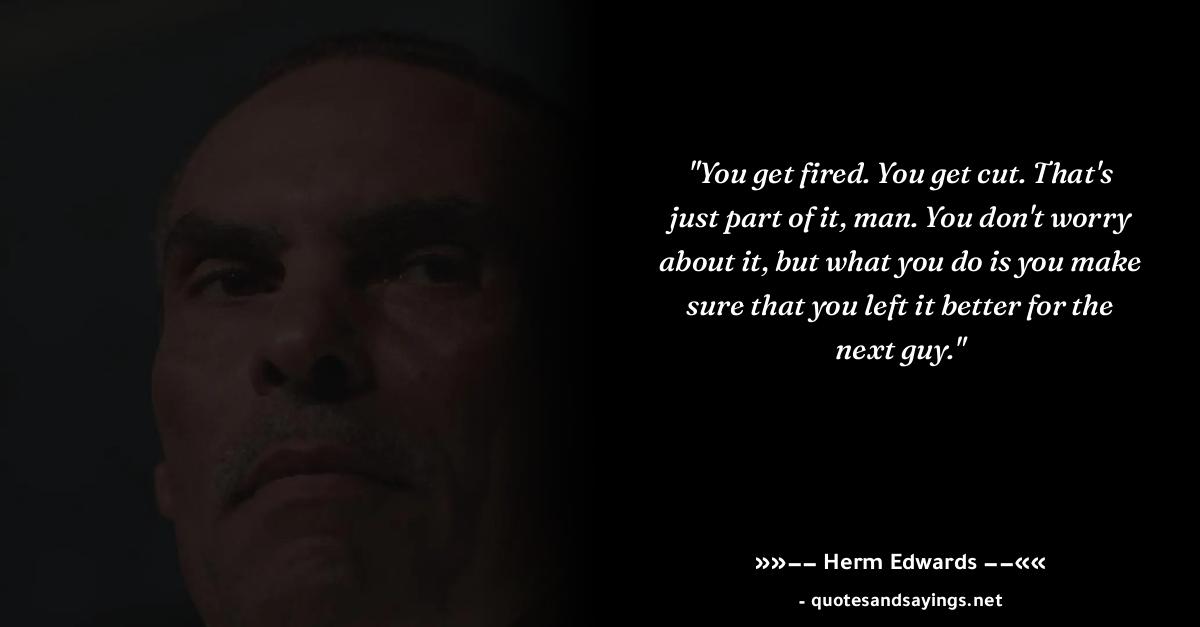 "You get fired. You get cut. That's
just part of it, man. You don't worry
about it, but what you do is you make
sure that you left it better for the
next guy."
»»−− Herm Edwards −−««
- quotesandsayings.net